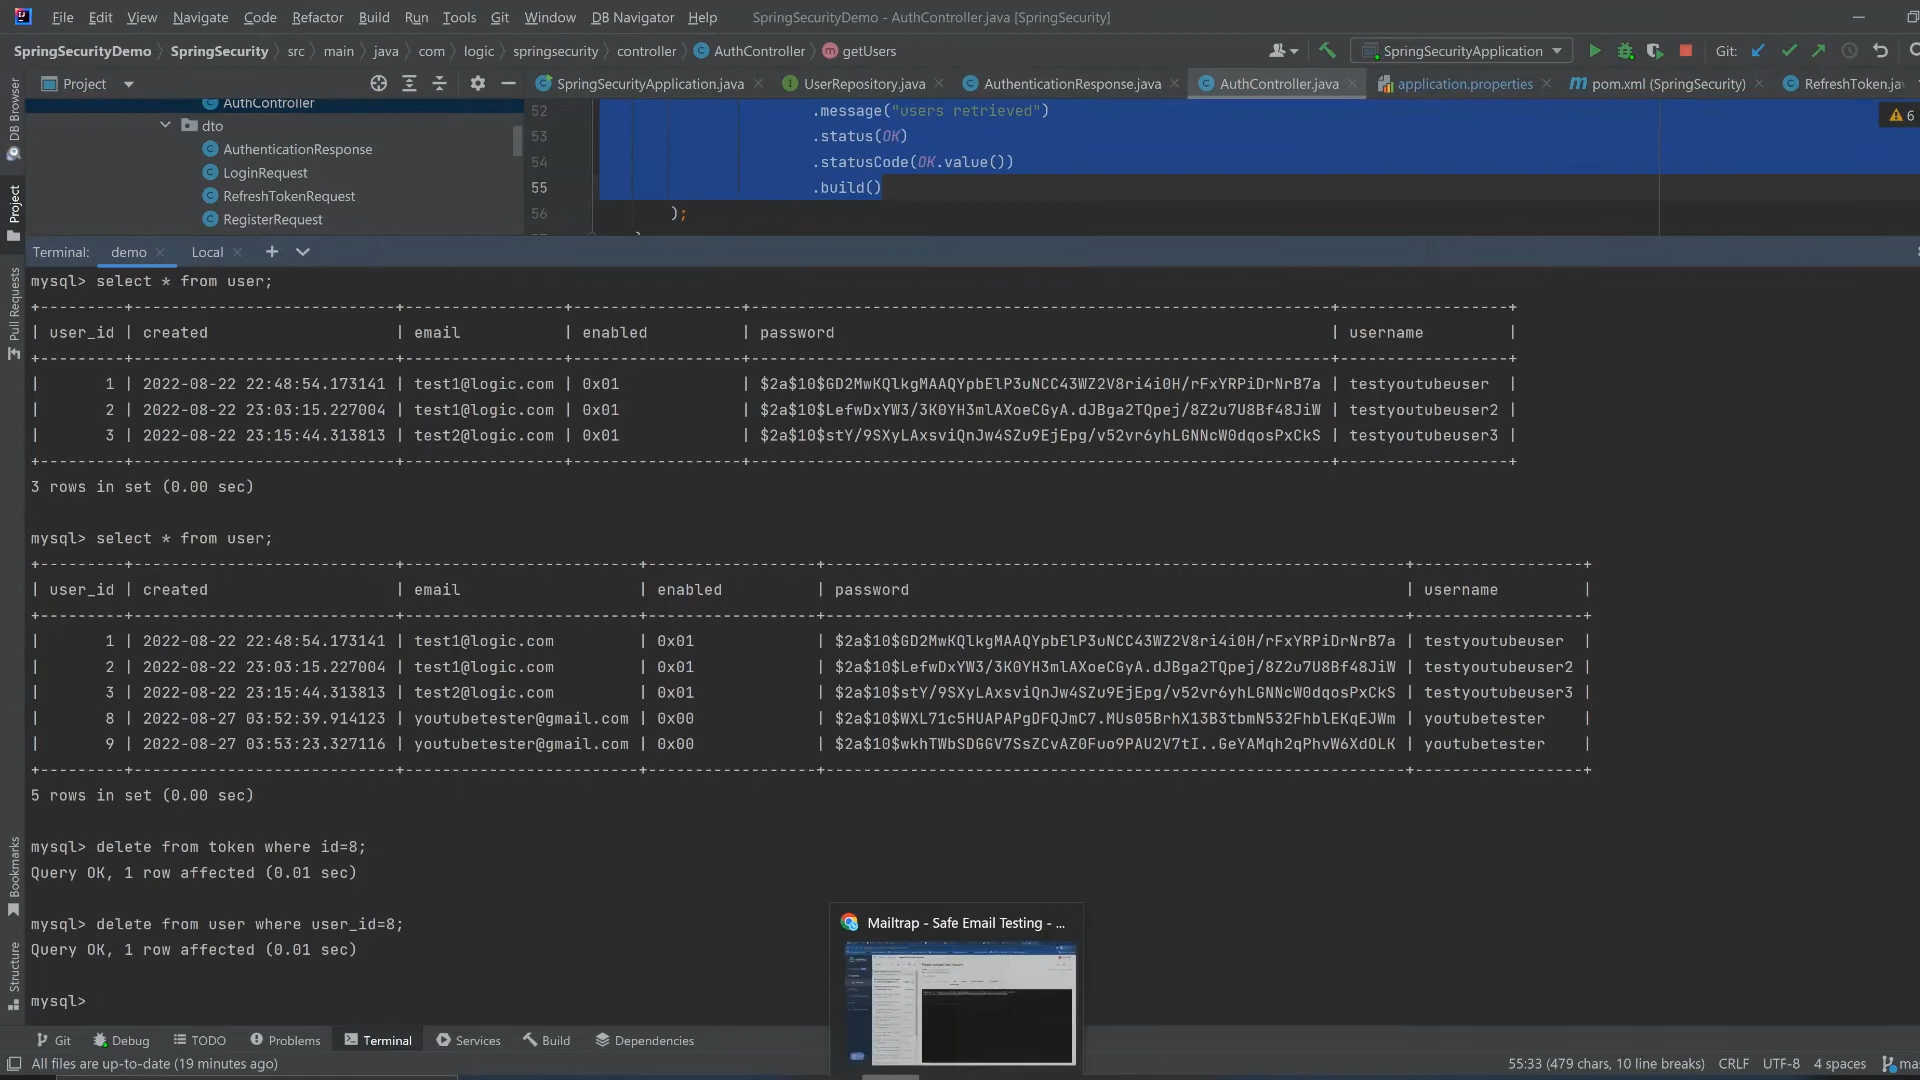 File Edit View Navigate Code Refactor Build Run Tools Git Window DB Navigator Help SpringSecurityDemo - AuthController.java [SpringSecurity]
SpringSecurityDemo SpringSecurity src main java com logic springsecurity controller AuthController getUsers SpringSecurityApplication Git:
Project SpringSecurityApplication.java UserRepository.java AuthenticationResponse.java AuthController.java application.properties pom.xml (SpringSecurity) RefreshToken.ja
AuthController
dto
AuthenticationResponse
LoginRequest
RefreshTokenRequest
RegisterRequest
52 .message("users retrieved")
53 .status(OK)
54 .statusCode(OK.value())
55 .build()
56 );
6
DB Browser
Project
Pull Requests
Bookmarks
Structure
Terminal: demo Local
mysql> select * from user;
+---------+----------------------------+-----------------+------------------+--------------------------------------------------------------+-----------------+
| user_id | created | email | enabled | password | username |
+---------+----------------------------+-----------------+------------------+--------------------------------------------------------------+-----------------+
| 1 | 2022-08-22 22:48:54.173141 | test1@logic.com | 0x01 | $2a$10$GD2MwKQlkgMAAQYpbElP3uNCC43WZ2V8ri4i0H/rFxYRPiDrNrB7a | testyoutubeuser |
| 2 | 2022-08-22 23:03:15.227004 | test1@logic.com | 0x01 | $2a$10$LefwDxYW3/3K0YH3mlAXoeCGyA.dJBga2TQpej/8Z2u7U8Bf48JiW | testyoutubeuser2 |
| 3 | 2022-08-22 23:15:44.313813 | test2@logic.com | 0x01 | $2a$10$stY/9SXyLAxsviQnJw4SZu9EjEpg/v52vr6yhLGNNcW0dqosPxCkS | testyoutubeuser3 |
+---------+----------------------------+-----------------+------------------+--------------------------------------------------------------+-----------------+
3 rows in set (0.00 sec)
mysql> select * from user;
+---------+----------------------------+-------------------------+------------------+--------------------------------------------------------------+-----------------+
| user_id | created | email | enabled | password | username |
+---------+----------------------------+-------------------------+------------------+--------------------------------------------------------------+-----------------+
| 1 | 2022-08-22 22:48:54.173141 | test1@logic.com | 0x01 | $2a$10$GD2MwKQlkgMAAQYpbElP3uNCC43WZ2V8ri4i0H/rFxYRPiDrNrB7a | testyoutubeuser |
| 2 | 2022-08-22 23:03:15.227004 | test1@logic.com | 0x01 | $2a$10$LefwDxYW3/3K0YH3mlAXoeCGyA.dJBga2TQpej/8Z2u7U8Bf48JiW | testyoutubeuser2 |
| 3 | 2022-08-22 23:15:44.313813 | test2@logic.com | 0x01 | $2a$10$stY/9SXyLAxsviQnJw4SZu9EjEpg/v52vr6yhLGNNcW0dqosPxCkS | testyoutubeuser3 |
| 8 | 2022-08-27 03:52:39.914123 | youtubetester@gmail.com | 0x00 | $2a$10$WXL71c5HUAPAPgDFQJmC7.MUs05BrhX13B3tbmN532FhblEKqEJWm | youtubetester |
| 9 | 2022-08-27 03:53:23.327116 | youtubetester@gmail.com | 0x00 | $2a$10$wkhTWbSDGGV7SsZCvAZ0Fuo9PAU2V7tI..GeYAMqh2qPhvW6XdOLK | youtubetester |
+---------+----------------------------+-------------------------+------------------+--------------------------------------------------------------+-----------------+
5 rows in set (0.00 sec)
mysql> delete from token where id=8;
Query OK, 1 row affected (0.01 sec)
mysql> delete from user where user_id=8;
Query OK, 1 row affected (0.01 sec)
mysql>
Mailtrap - Safe Email Testing - ...
Git Debug TODO Problems Terminal Services Build Dependencies
All files are up-to-date (19 minutes ago) 55:33 (479 chars, 10 line breaks) CRLF UTF-8 4 spaces mas